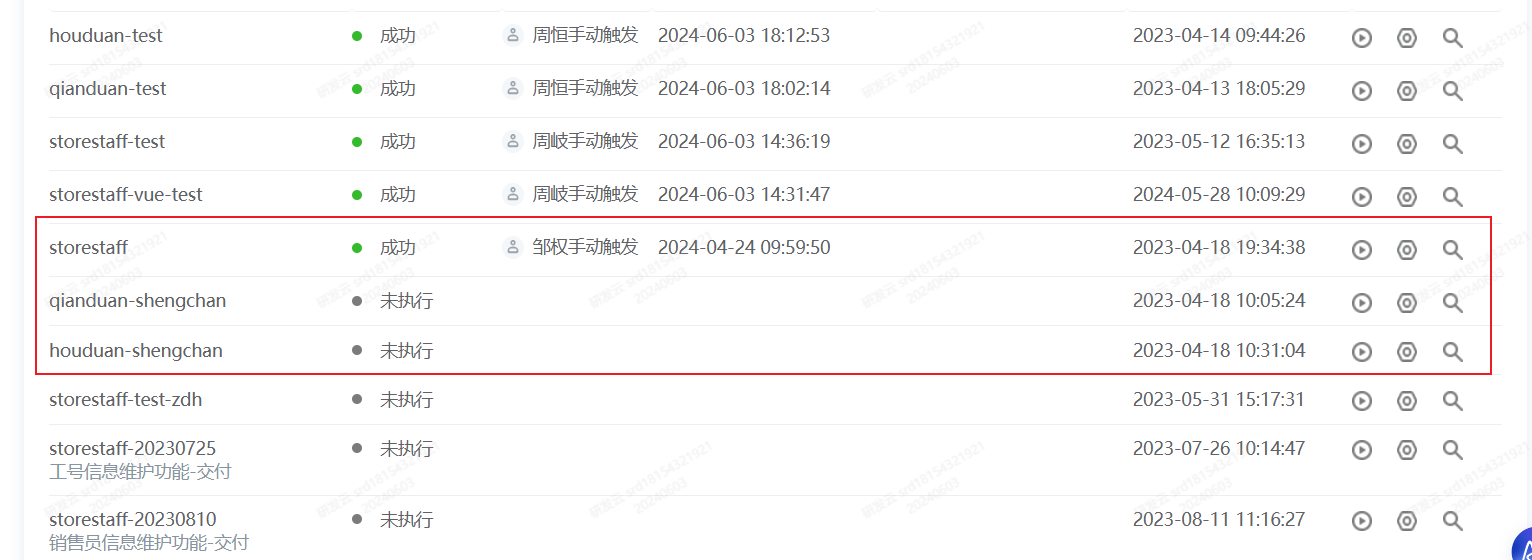 houduan-test 成功 周恒手动触发 2024-06-03 18:12:53 2023-04-14 09:44:26
qianduan-test 成功 周恒手动触发 2024-06-03 18:02:14 2023-04-13 18:05:29
storestaff-test 成功 周岐手动触发 2024-06-03 14:36:19 2023-05-12 16:35:13
storestaff-vue-test 成功 周岐手动触发 2024-06-03 14:31:47 2024-05-28 10:09:29
storestaff 成功 邹权手动触发 2024-04-24 09:59:50 2023-04-18 19:34:38
qianduan-shengchan 未执行 2023-04-18 10:05:24
houduan-shengchan 未执行 2023-04-18 10:31:04
storestaff-test-zdh 未执行 2023-05-31 15:17:31
storestaff-20230725 未执行 2023-07-26 10:14:47
工号信息维护功能-交付
storestaff-20230810 未执行 2023-08-11 11:16:27
销售员信息维护功能-交付
研发云 srd18154321921
20240603